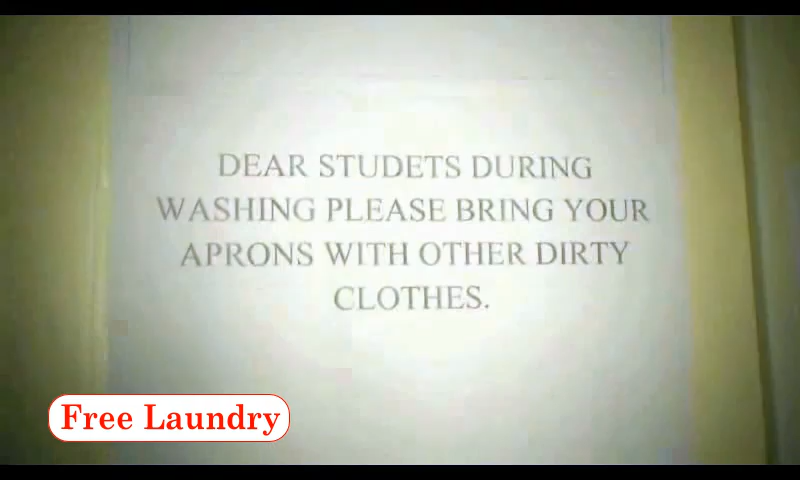 DEAR STUDETS DURING
WASHING PLEASE BRING YOUR
APRONS WITH OTHER DIRTY
CLOTHES.
Free Laundry